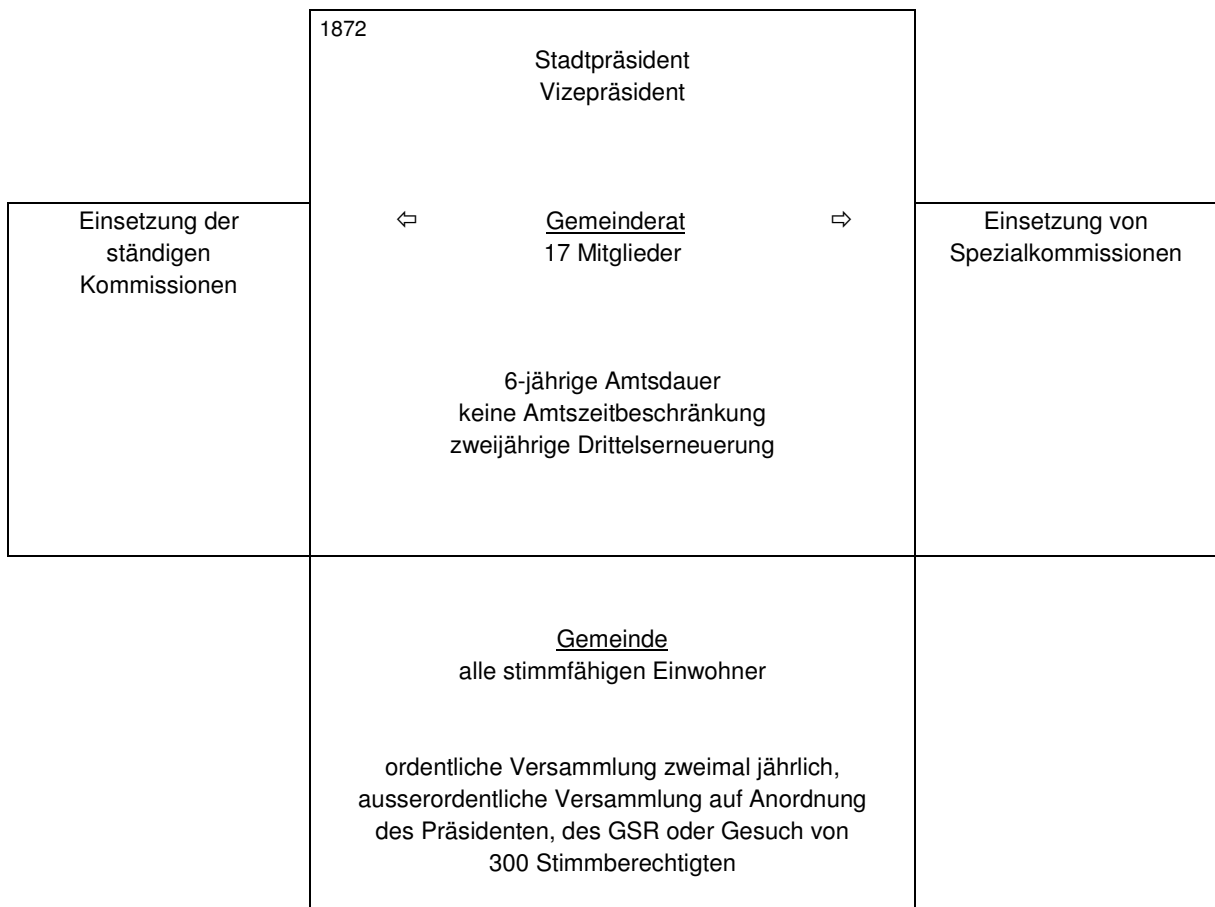 1872
Stadtpräsident
Vizepräsident
Einsetzung der
ständigen
Kommissionen
⇦ Gemeinderat ⇨
17 Mitglieder
Einsetzung von
Spezialkommissionen
6-jährige Amtsdauer
keine Amtszeitbeschränkung
zweijährige Drittelserneuerung
Gemeinde
alle stimmfähigen Einwohner
ordentliche Versammlung zweimal jährlich,
ausserordentliche Versammlung auf Anordnung
des Präsidenten, des GSR oder Gesuch von
300 Stimmberechtigten